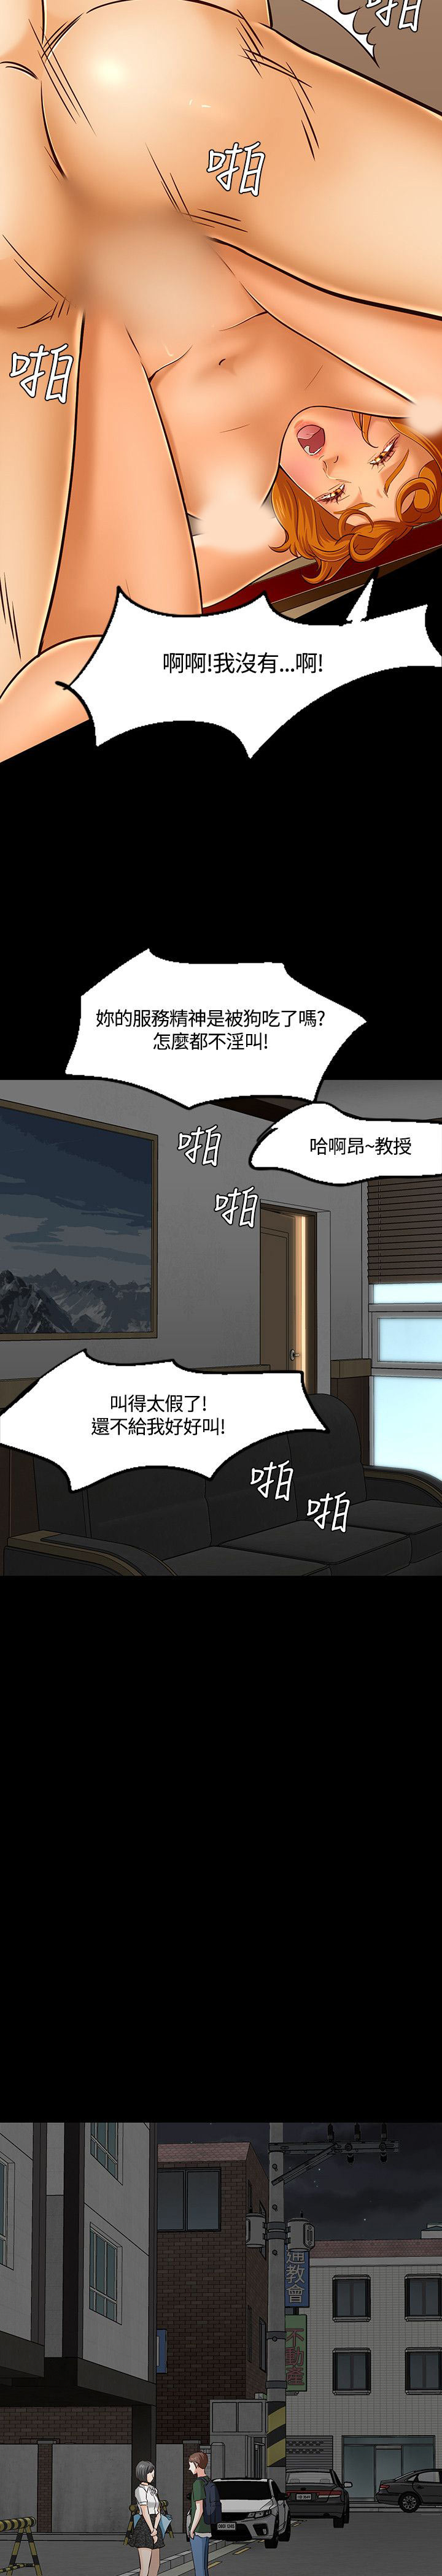 啪
啪
啪
啊啊!我沒有...啊!
妳的服務精神是被狗吃了嗎?
怎麼都不淫叫!
哈啊昂~教授
啪
啪
叫得太假了!
還不給我好好叫!
啪
啪
教會
不動產